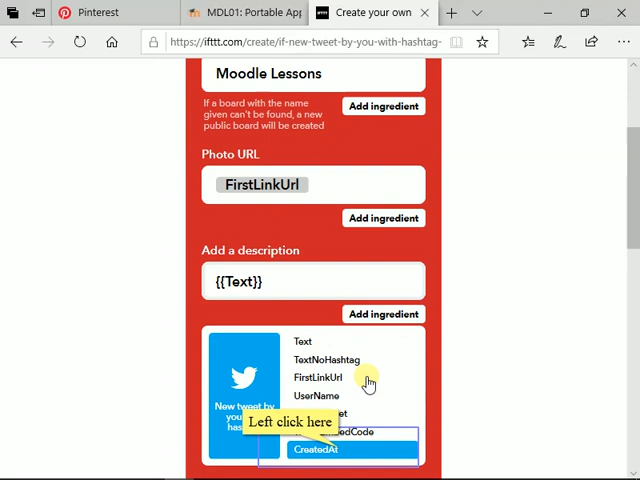 Pinterest
MDL01: Portable App
Create your own
https://ifttt.com/create/if-new-tweet-by-you-with-hashtag-
Moodle Lessons
If a board with the name
given can't be found, a new
public board will be created
Add ingredient
Photo URL
FirstLinkUrl
Add ingredient
Add a description
{{Text}}
Add ingredient
Text
TextNoHashtag
FirstLinkUrl
UserName
New tweet by
Left click here
CreatedAt